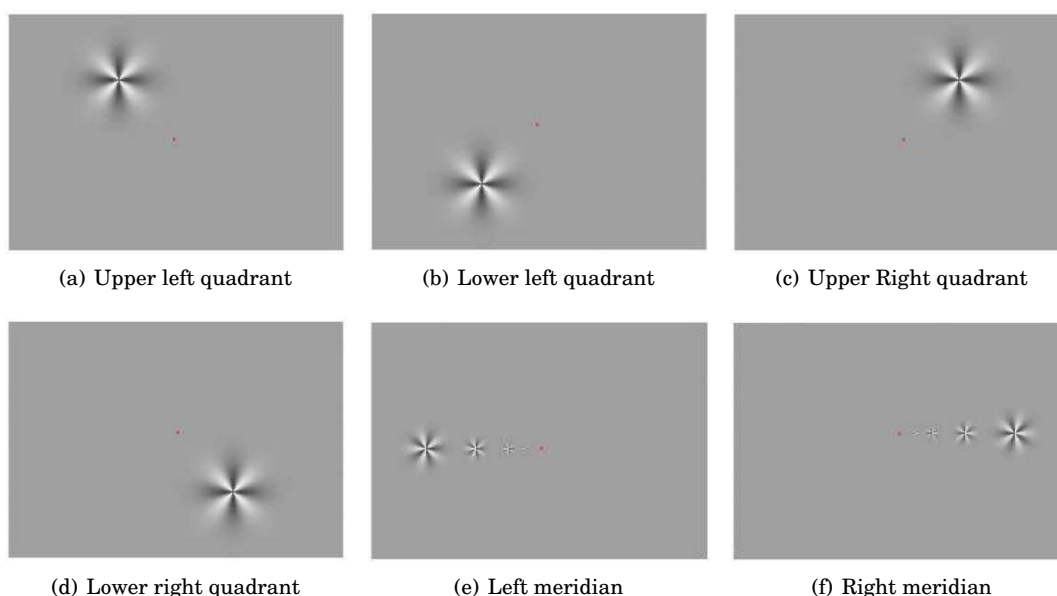 (a) Upper left quadrant
(b) Lower left quadrant
(c) Upper Right quadrant
(d) Lower right quadrant
(e) Left meridian
(f) Right meridian